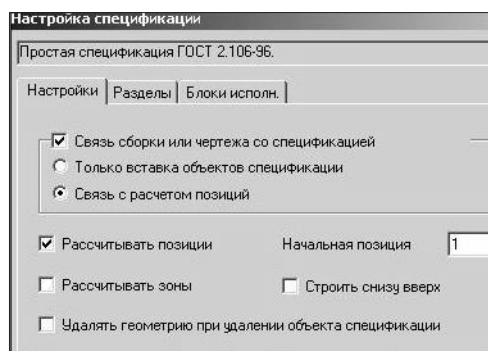 Настройка спецификации
Простая спецификация ГОСТ 2.106-96.
Настройки Разделы Блоки исполн.
Связь сборки или чертежа со спецификацией
Только вставка объектов спецификации
Связь с расчетом позиций
Рассчитывать позиции Начальная позиция 1
Рассчитывать зоны Строить снизу вверх
Удалять геометрию при удалении объекта спецификации